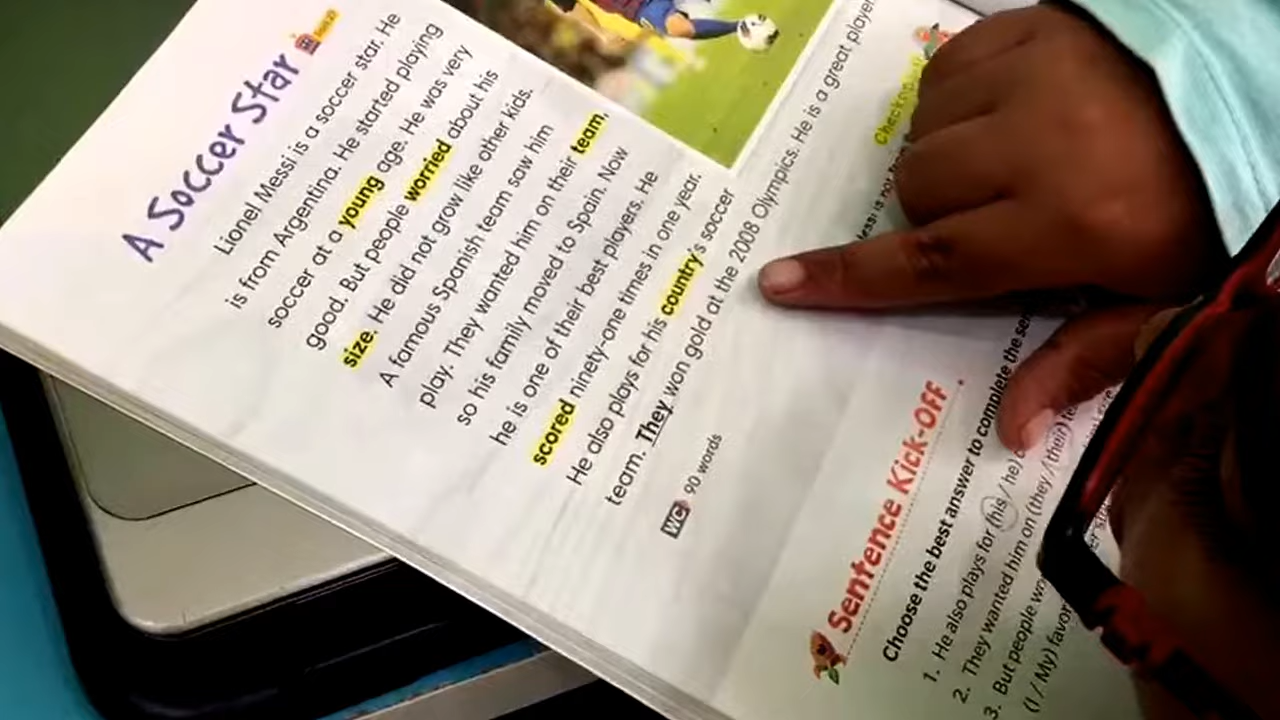 A Soccer Star
Lionel Messi is a soccer star. He
is from Argentina. He started playing
soccer at a young age. He was very
good. But people worried about his
size. He did not grow like other kids.
A famous Spanish team saw him
play. They wanted him on their team,
so his family moved to Spain. Now
he is one of their best players. He
scored ninety-one times in one year.
He also plays for his country's soccer
team. They won gold at the 2008 Olympics. He is a great player
WC 90 words
Sentence Kick-Off
Choose the best answer to complete the
1. He also plays for (his / he)
2. They wanted him on (they / their)
3. But people
(I / My)